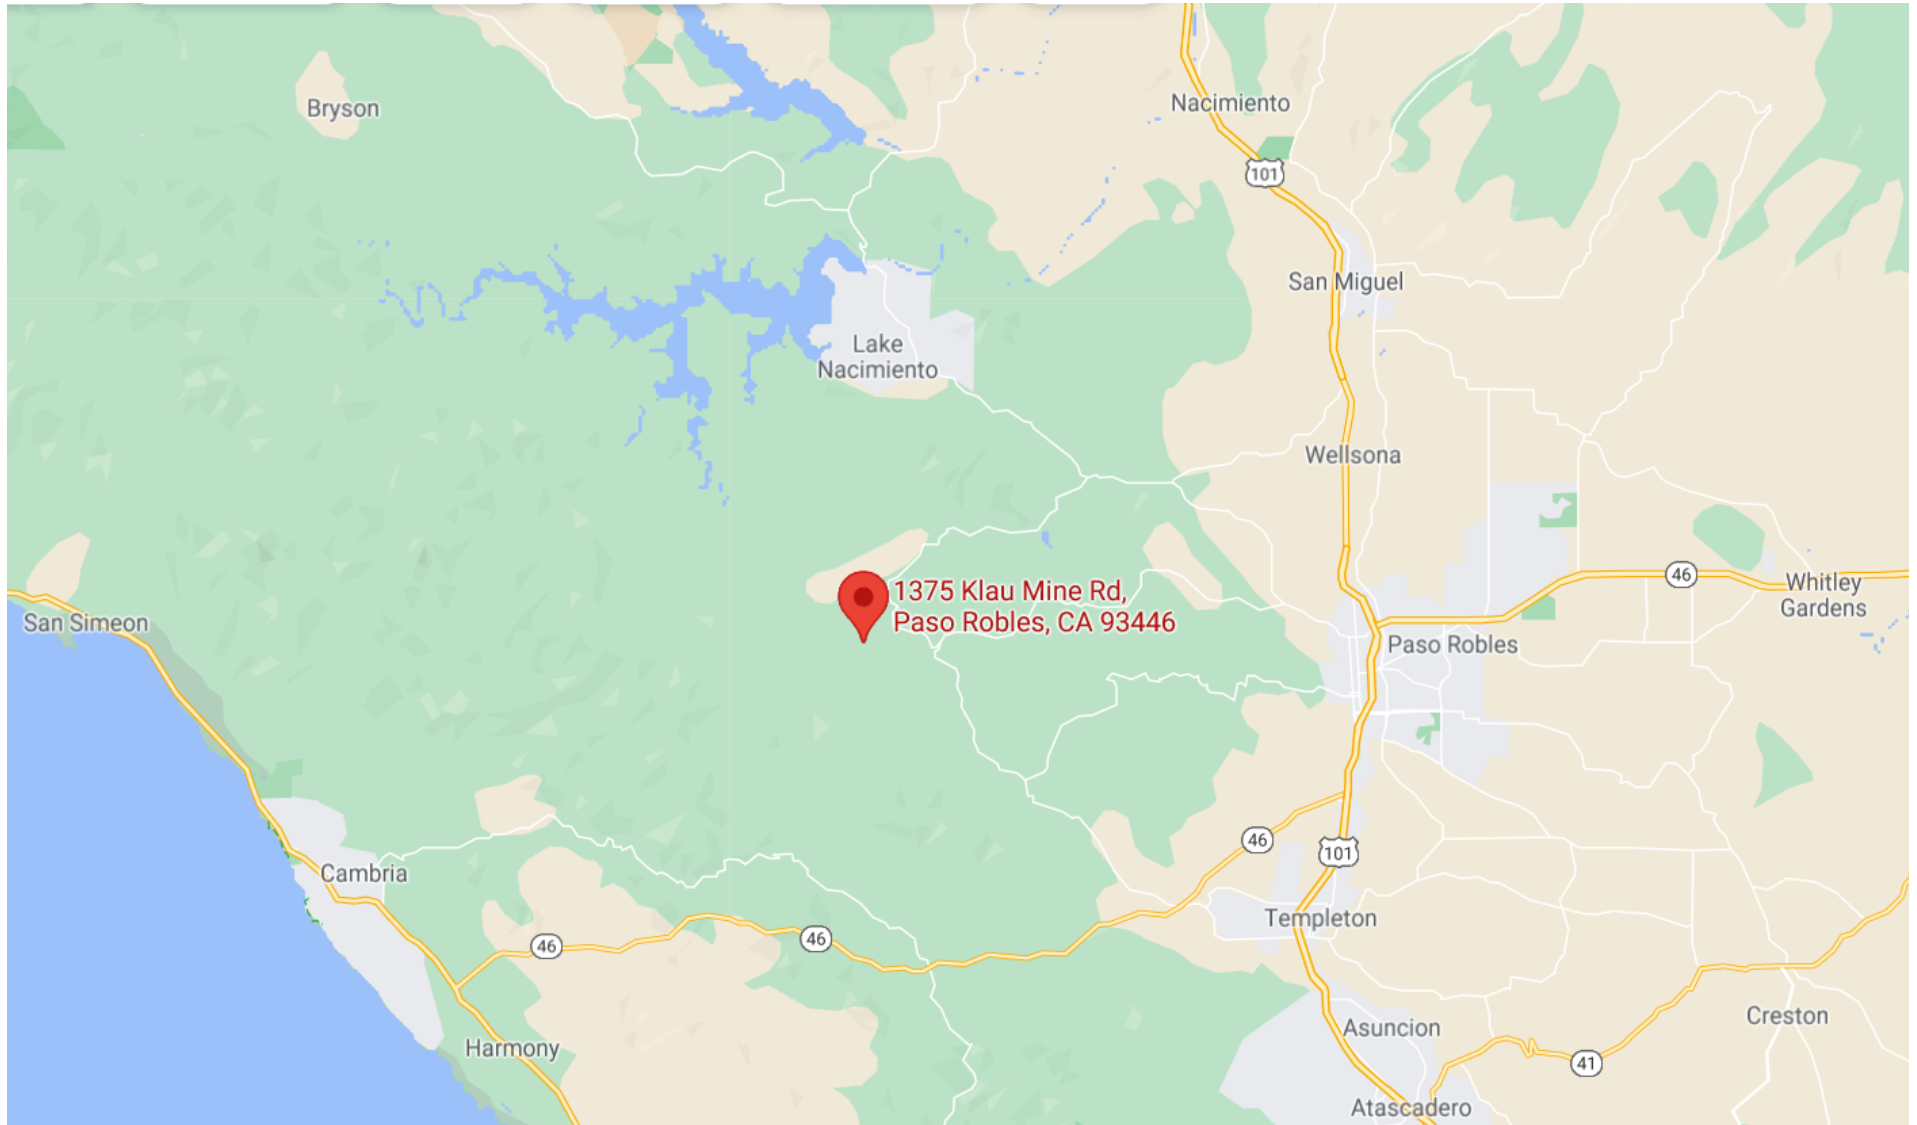 Bryson
Nacimiento
101
San Miguel
Lake
Nacimiento
Wellsona
1375 Klau Mine Rd,
Paso Robles, CA 93446
46
Whitley
Gardens
San Simeon
Paso Robles
46
101
Cambria
Templeton
46
46
Creston
Asuncion
Harmony
41
Atascadero